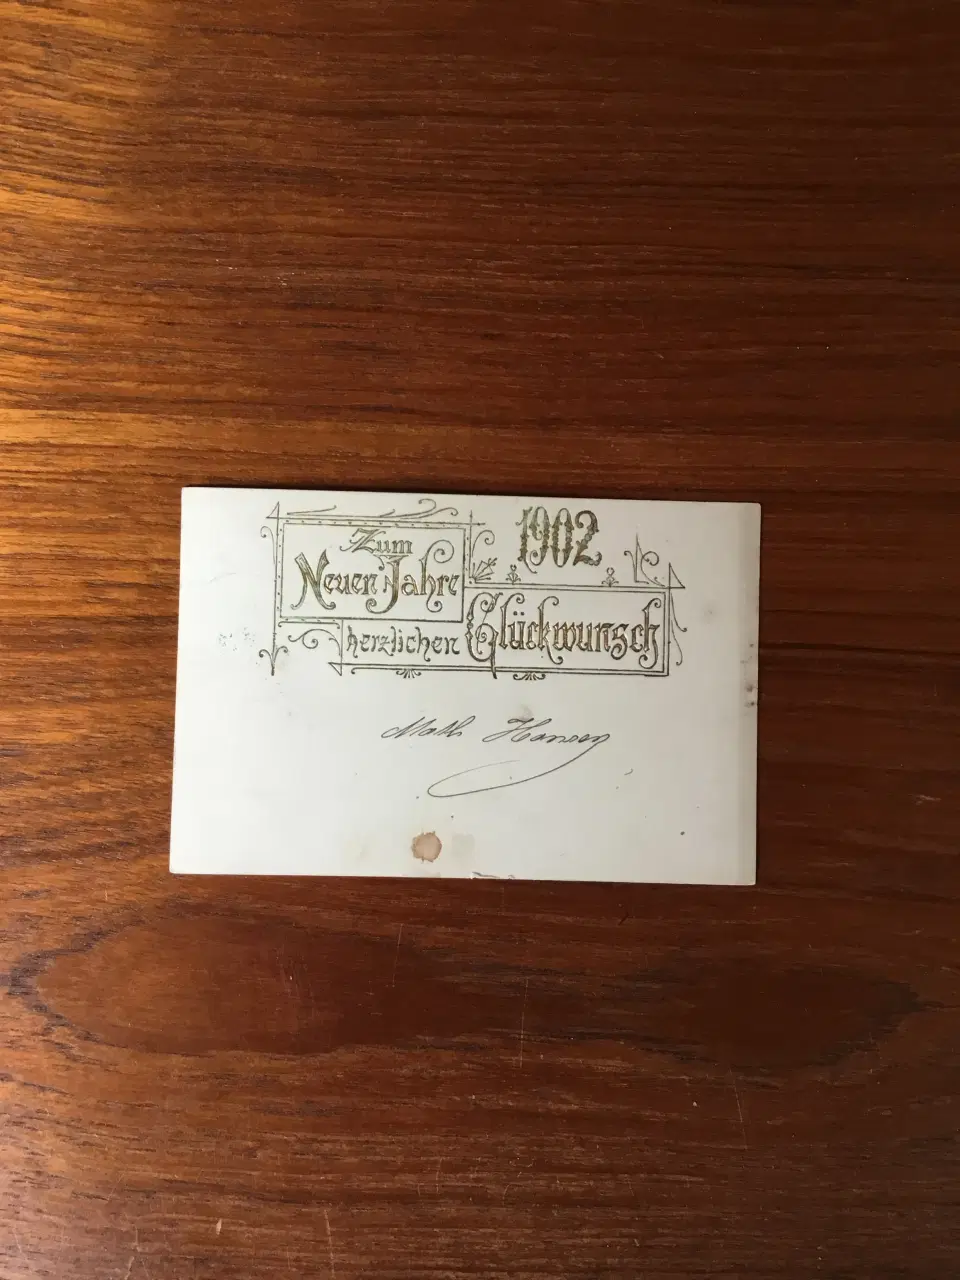 1902
Zum
Neuen Jahre
herzlichen Glückwunsch
Math Hansen